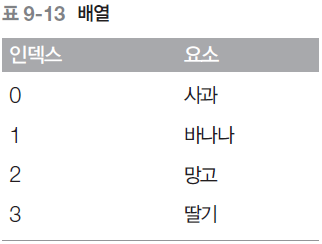 표 9-13 배열
인덱스 요소
0 사과
1 바나나
2 망고
3 딸기